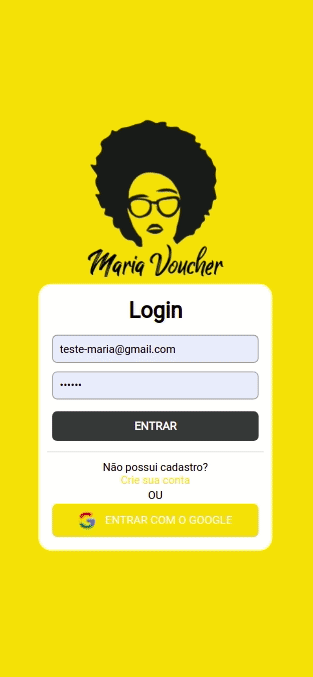 Maria Voucher
Login
teste-maria@gmail.com
••••••
ENTRAR
Não possui cadastro?
Crie sua conta
OU
ENTRAR COM O GOOGLE